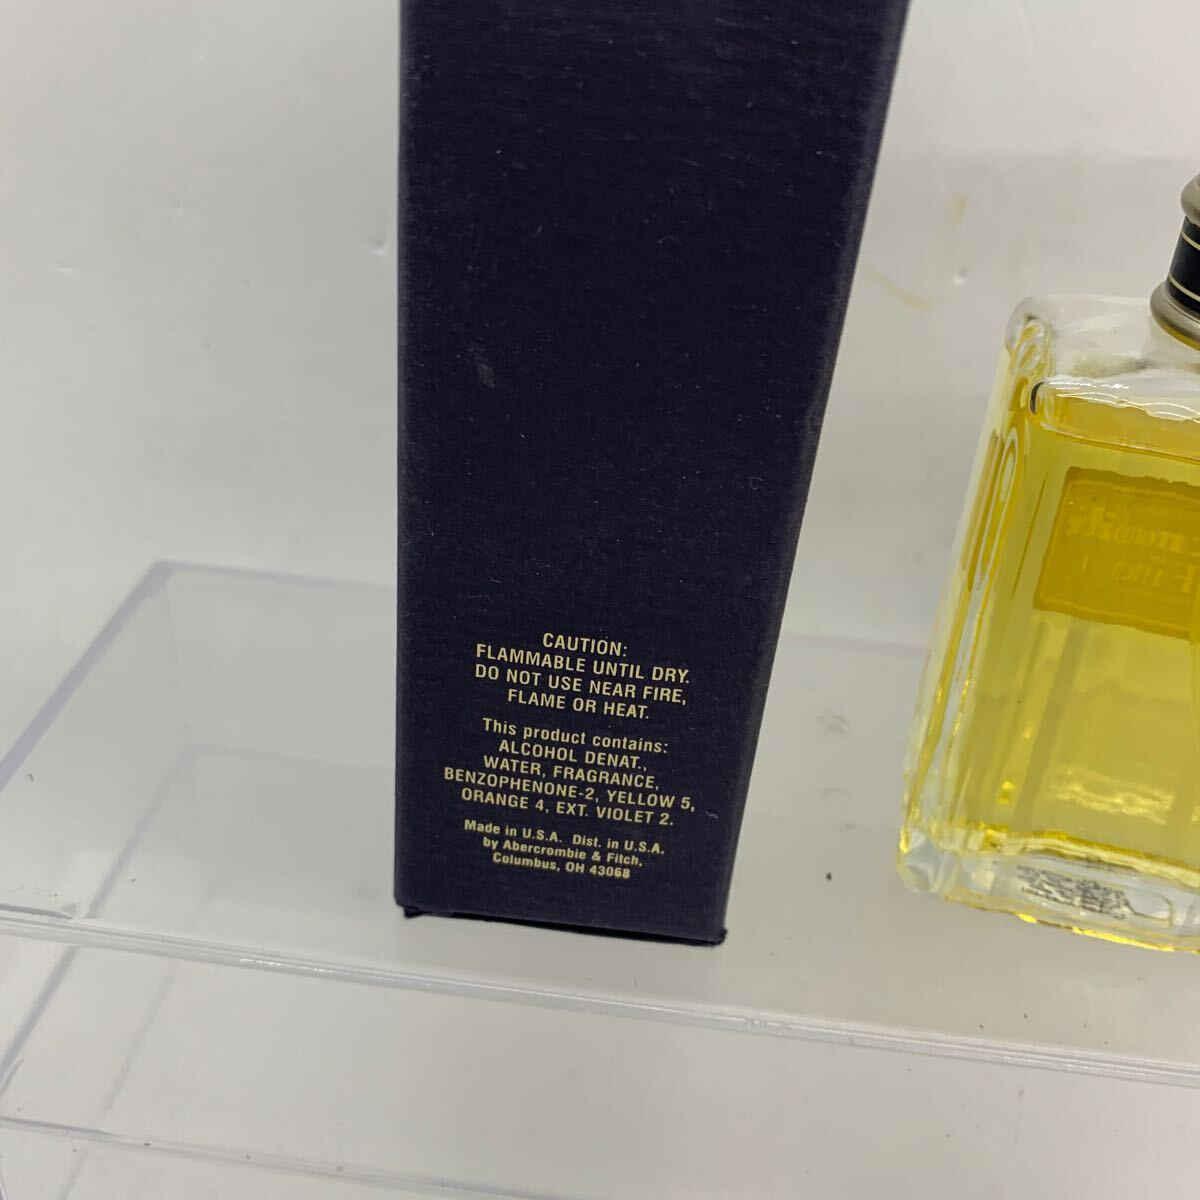 CAUTION:
FLAMMABLE UNTIL DRY.
DO NOT USE NEAR FIRE,
FLAME OR HEAT.
This product contains:
ALCOHOL DENAT.,
WATER, FRAGRANCE,
BENZOPHENONE-2, YELLOW 5,
ORANGE 4, EXT. VIOLET 2.
Made in U.S.A. Dist. in U.S.A.
by Abercrombie & Fitch,
Columbus, OH 43068